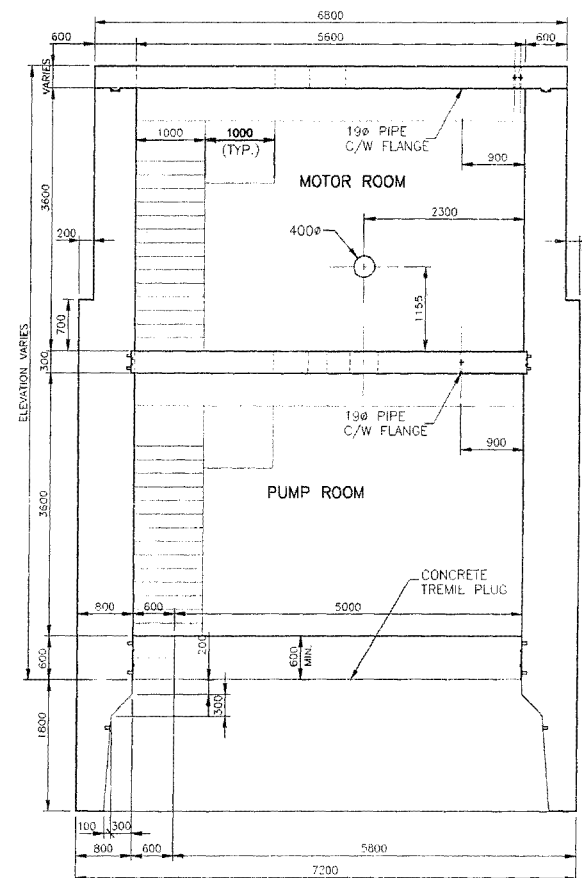 6800
600
5600
600
VARIES
1000
1000
(TYP.)
19ø PIPE
C/W FLANGE
900
MOTOR ROOM
3600
2300
200
400ø
1155
700
ELEVATION VARIES
300
19ø PIPE
C/W FLANGE
900
3600
PUMP ROOM
CONCRETE
TREMIE PLUG
800
600
5000
600
200
600
MIN.
300
1800
100
300
800
600
5800
7200